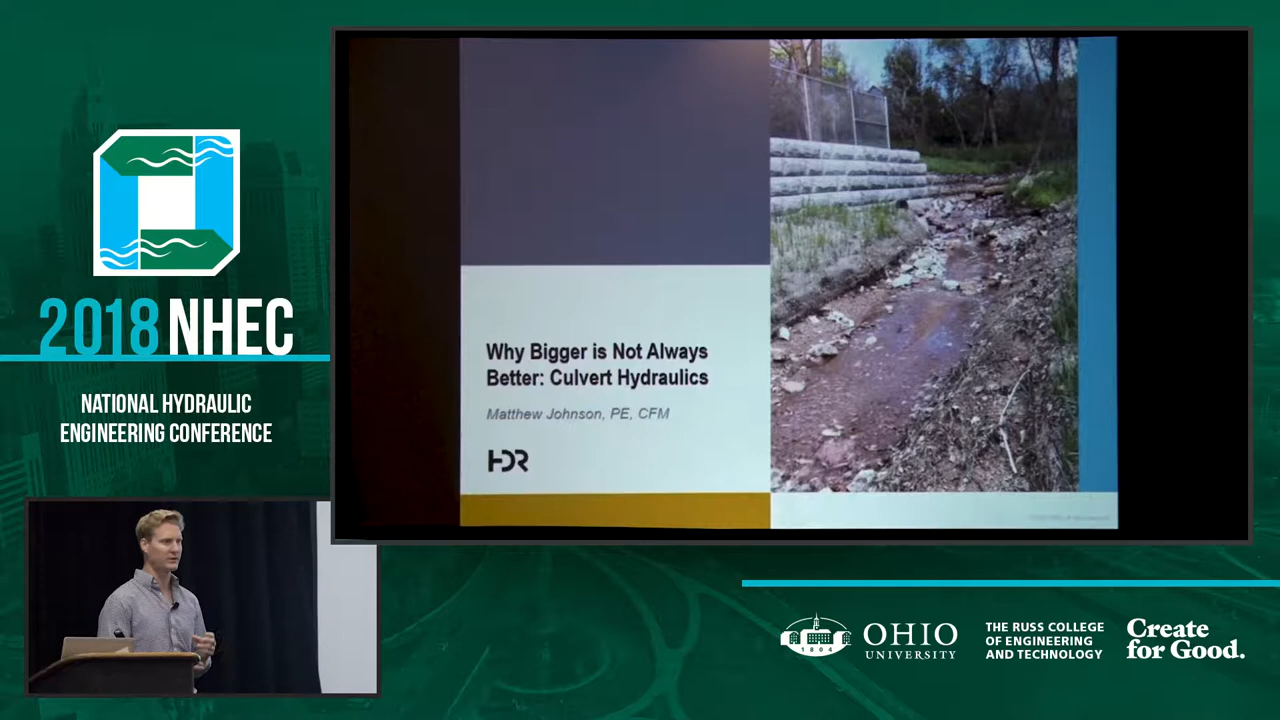 2018 NHEC
NATIONAL HYDRAULIC
ENGINEERING CONFERENCE
Why Bigger is Not Always
Better: Culvert Hydraulics
Matthew Johnson, PE, CFM
HDR
1804
OHIO
UNIVERSITY
THE RUSS COLLEGE
OF ENGINEERING
AND TECHNOLOGY
Create
for Good.